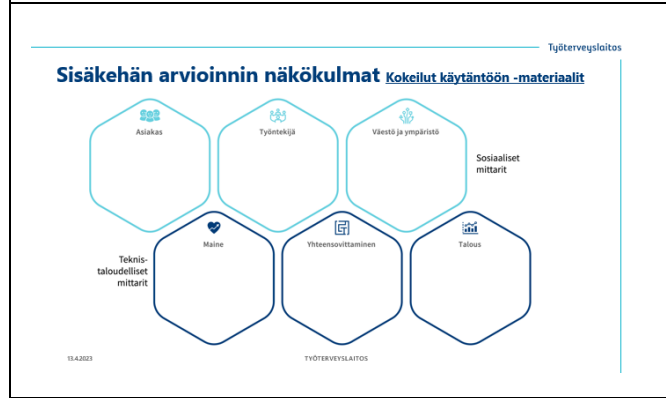 Työterveyslaitos
Sisäkehän arvioinnin näkökulmat Kokeilut käytäntöön -materiaalit
Asiakas
Työntekijä
Väestö ja ympäristö
Sosiaaliset
mittarit
Teknis-
taloudelliset
mittarit
Maine
Yhteensovittaminen
Talous
13.4.2023
TYÖTERVEYSLAITOS